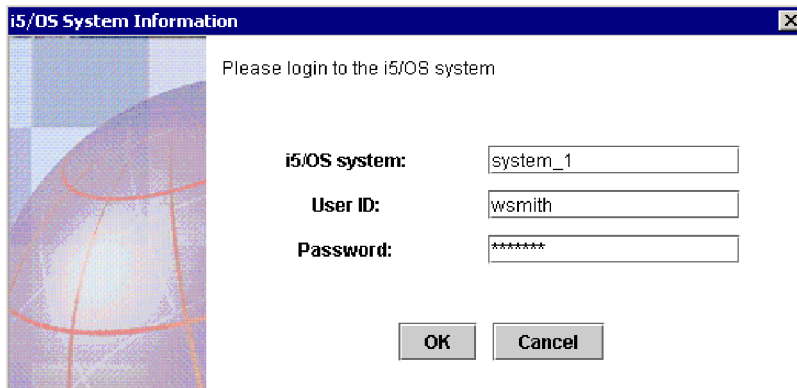 i5/OS System Information
Please login to the i5/OS system
i5/OS system: system_1
User ID: wsmith
Password: *******
OK Cancel